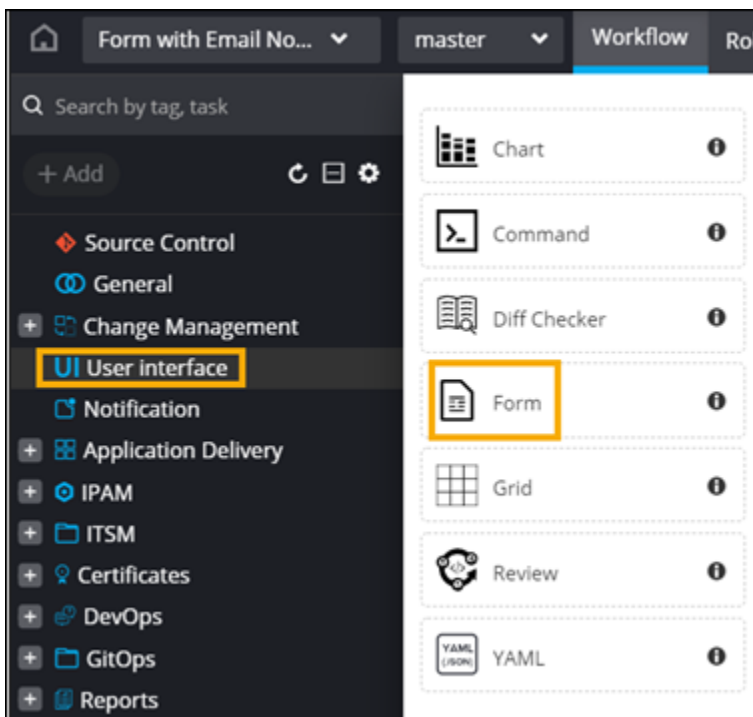 Form with Email No...
master
Workflow
Ro
Search by tag, task
+ Add
Source Control
General
Change Management
UI User interface
Notification
Application Delivery
IPAM
ITSM
Certificates
DevOps
GitOps
Reports
Chart
Command
Diff Checker
Form
Grid
Review
YAML
(/JSON)
YAML